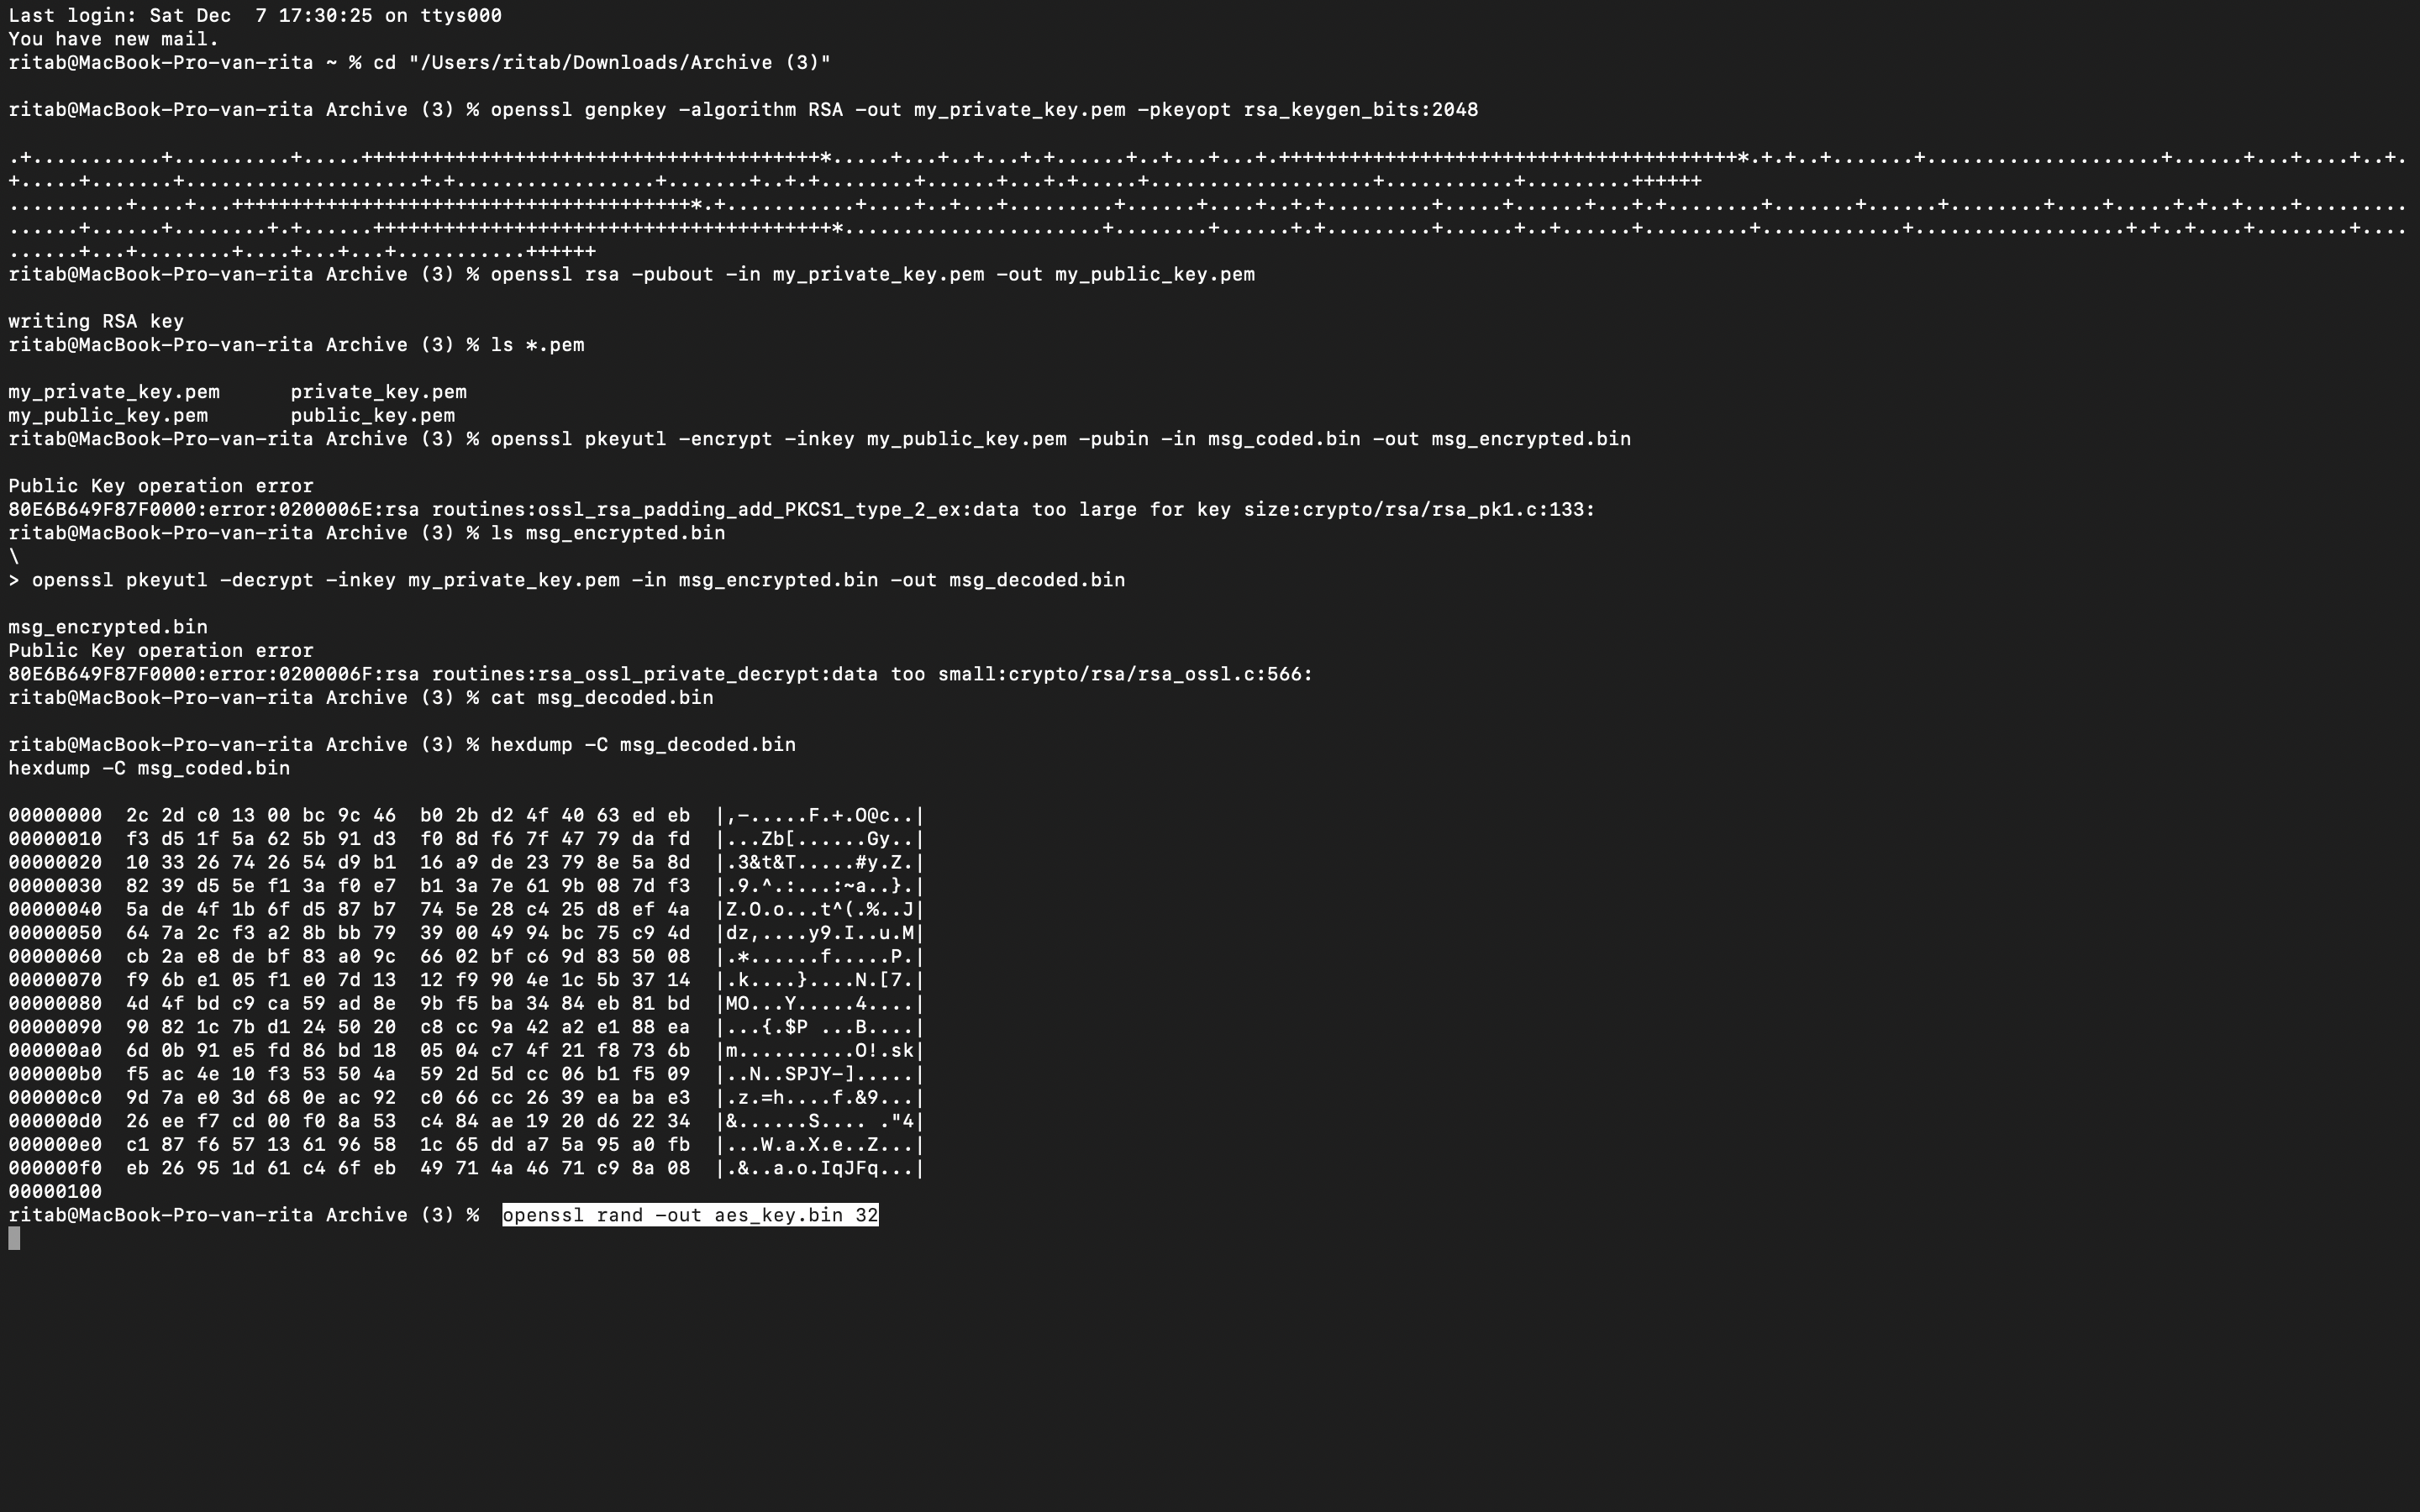 Last login: Sat Dec  7 17:30:25 on ttys000
You have new mail.
ritab@MacBook-Pro-van-rita ~ % cd "/Users/ritab/Downloads/Archive (3)"
ritab@MacBook-Pro-van-rita Archive (3) % openssl genpkey -algorithm RSA -out my_private_key.pem -pkeyopt rsa_keygen_bits:2048
ritab@MacBook-Pro-van-rita Archive (3) % openssl rsa -pubout -in my_private_key.pem -out my_public_key.pem
writing RSA key
ritab@MacBook-Pro-van-rita Archive (3) % ls *.pem
my_private_key.pem      private_key.pem
my_public_key.pem       public_key.pem
ritab@MacBook-Pro-van-rita Archive (3) % openssl pkeyutl -encrypt -inkey my_public_key.pem -pubin -in msg_coded.bin -out msg_encrypted.bin
Public Key operation error
80E6B649F87F0000:error:0200006E:rsa routines:ossl_rsa_padding_add_PKCS1_type_2_ex:data too large for key size:crypto/rsa/rsa_pk1.c:133:
ritab@MacBook-Pro-van-rita Archive (3) % ls msg_encrypted.bin
\
> openssl pkeyutl -decrypt -inkey my_private_key.pem -in msg_encrypted.bin -out msg_decoded.bin
msg_encrypted.bin
Public Key operation error
80E6B649F87F0000:error:0200006F:rsa routines:rsa_ossl_private_decrypt:data too small:crypto/rsa/rsa_ossl.c:566:
ritab@MacBook-Pro-van-rita Archive (3) % cat msg_decoded.bin
ritab@MacBook-Pro-van-rita Archive (3) % hexdump -C msg_decoded.bin
hexdump -C msg_coded.bin
00000000  2c 2d c0 13 00 bc 9c 46  b0 2b d2 4f 40 63 ed eb  |,-.....F.+.O@c..|
00000010  f3 d5 1f 5a 62 5b 91 d3  f0 8d f6 7f 47 79 da fd  |...Zb[......Gy..|
00000020  10 33 26 74 26 54 d9 b1  16 a9 de 23 79 8e 5a 8d  |.3&t&T.....#y.Z.|
00000030  82 39 d5 5e f1 3a f0 e7  b1 3a 7e 61 9b 08 7d f3  |.9.^.:...:~a..}.|
00000040  5a de 4f 1b 6f d5 87 b7  74 5e 28 c4 25 d8 ef 4a  |Z.O.o...t^(.%..J|
00000050  64 7a 2c f3 a2 8b bb 79  39 00 49 94 bc 75 c9 4d  |dz,....y9.I..u.M|
00000060  cb 2a e8 de bf 83 a0 9c  66 02 bf c6 9d 83 50 08  |.*......f.....P.|
00000070  f9 6b e1 05 f1 e0 7d 13  12 f9 90 4e 1c 5b 37 14  |.k....}....N.[7.|
00000080  4d 4f bd c9 ca 59 ad 8e  9b f5 ba 34 84 eb 81 bd  |MO...Y.....4....|
00000090  90 82 1c 7b d1 24 50 20  c8 cc 9a 42 a2 e1 88 ea  |...{.$P ...B....|
000000a0  6d 0b 91 e5 fd 86 bd 18  05 04 c7 4f 21 f8 73 6b  |m..........O!.sk|
000000b0  f5 ac 4e 10 f3 53 50 4a  59 2d 5d cc 06 b1 f5 09  |..N..SPJY-].....|
000000c0  9d 7a e0 3d 68 0e ac 92  c0 66 cc 26 39 ea ba e3  |.z.=h....f.&9...|
000000d0  26 ee f7 cd 00 f0 8a 53  c4 84 ae 19 20 d6 22 34  |&......S.... ."4|
000000e0  c1 87 f6 57 13 61 96 58  1c 65 dd a7 5a 95 a0 fb  |...W.a.X.e..Z...|
000000f0  eb 26 95 1d 61 c4 6f eb  49 71 4a 46 71 c9 8a 08  |.&..a.o.IqJFq...|
00000100
ritab@MacBook-Pro-van-rita Archive (3) %  openssl rand -out aes_key.bin 32